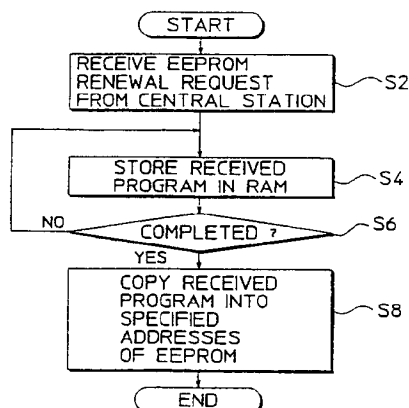 START
RECEIVE EEPROM
RENEWAL REQUEST
FROM CENTRAL STATION
S2
STORE RECEIVED
PROGRAM IN RAM
S4
COMPLETED ?
S6
NO
YES
COPY RECEIVED
PROGRAM INTO
SPECIFIED
ADDRESSES
OF EEPROM
S8
END